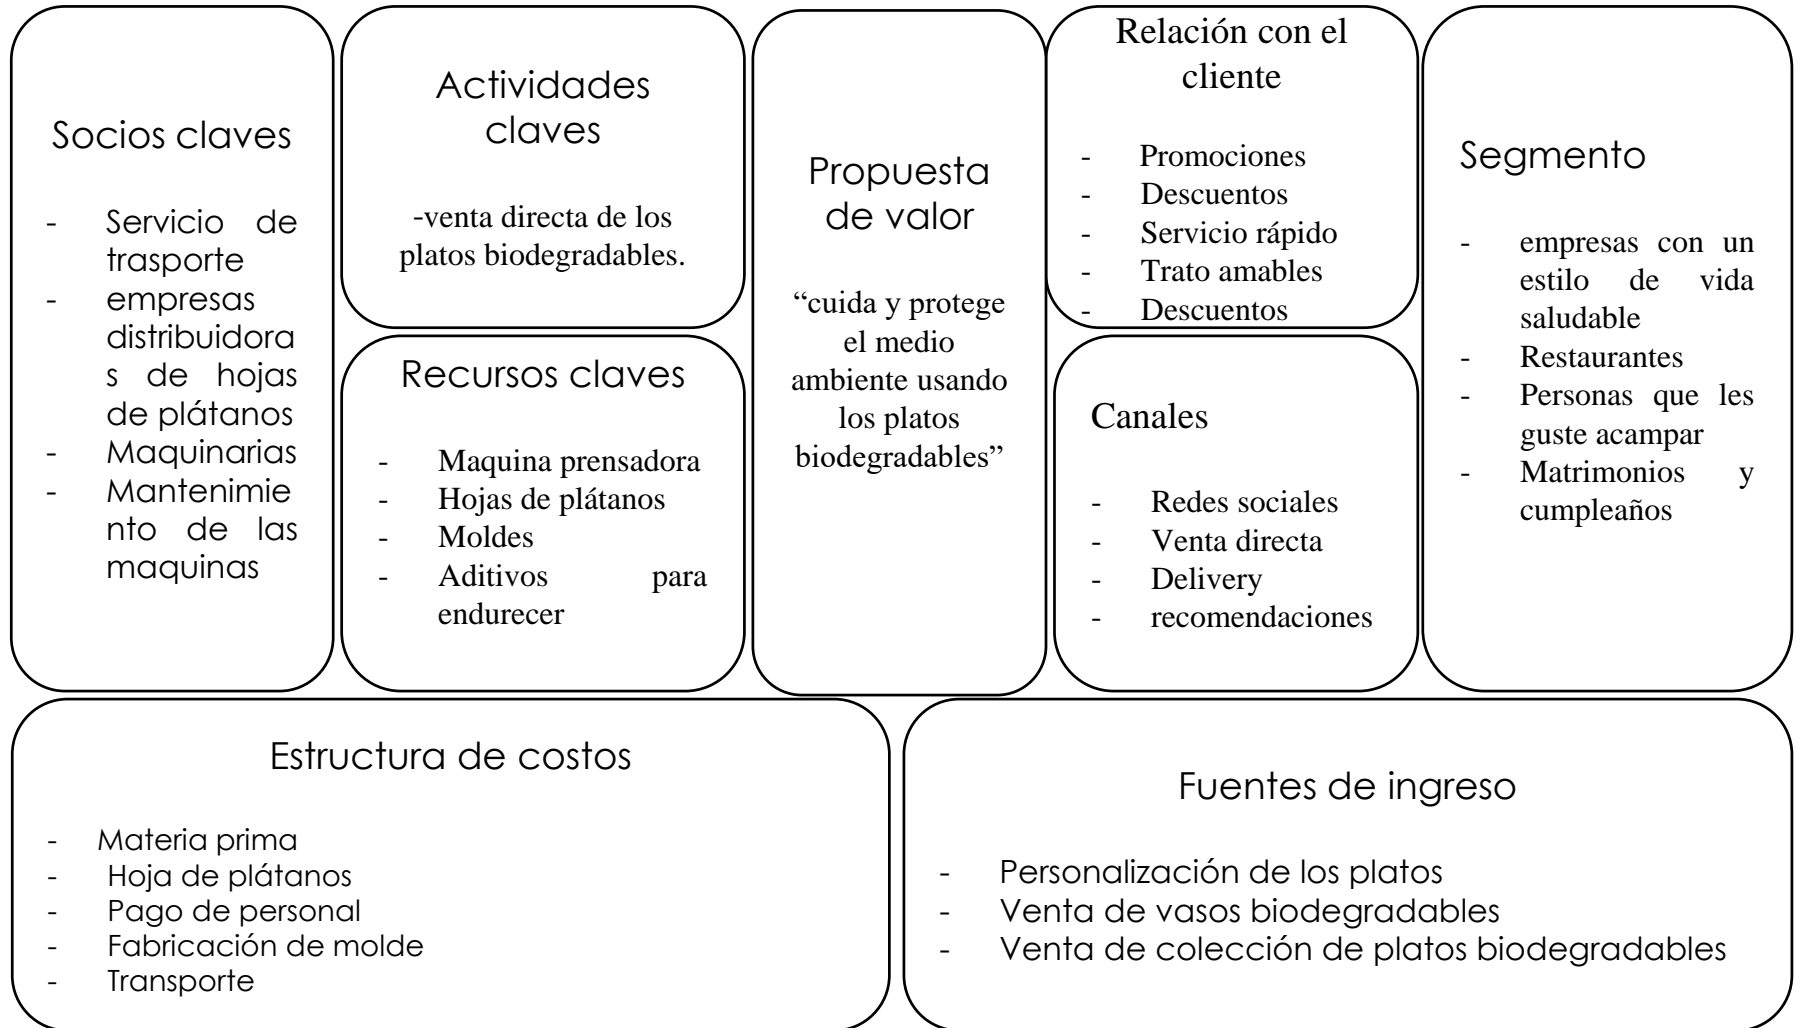 Socios claves
- Servicio de
trasporte
- empresas
distribuidora
s de hojas
de plátanos
- Maquinarias
- Mantenimie
nto de las
maquinas
Actividades
claves
-venta directa de los
platos biodegradables.
Recursos claves
- Maquina prensadora
- Hojas de plátanos
- Moldes
- Aditivos para
endurecer
Propuesta
de valor
“cuida y protege
el medio
ambiente usando
los platos
biodegradables”
Relación con el
cliente
- Promociones
- Descuentos
- Servicio rápido
- Trato amables
- Descuentos
Canales
- Redes sociales
- Venta directa
- Delivery
- recomendaciones
Segmento
- empresas con un
estilo de vida
saludable
- Restaurantes
- Personas que les
guste acampar
- Matrimonios y
cumpleaños
Estructura de costos
- Materia prima
- Hoja de plátanos
- Pago de personal
- Fabricación de molde
- Transporte
Fuentes de ingreso
- Personalización de los platos
- Venta de vasos biodegradables
- Venta de colección de platos biodegradables